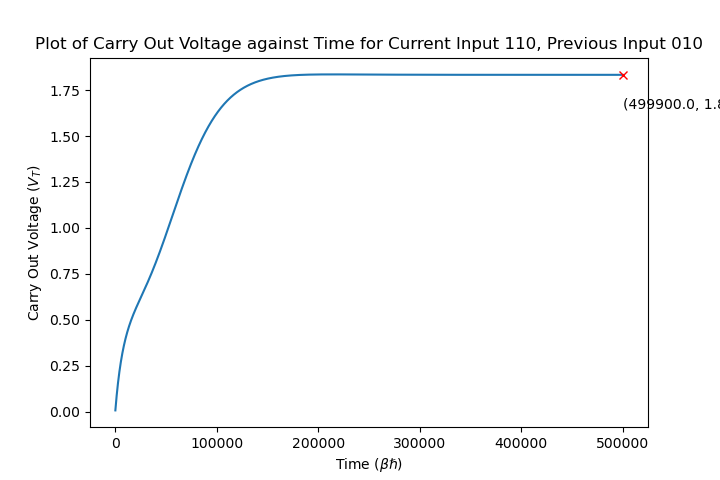 Plot of Carry Out Voltage against Time for Current Input 110, Previous Input 010
1.75
1.50
1.25
1.00
0.75
0.50
0.25
0.00
Carry Out Voltage (V_T)
(499900.0, 1.8
0 100000 200000 300000 400000 500000
Time (βħ)